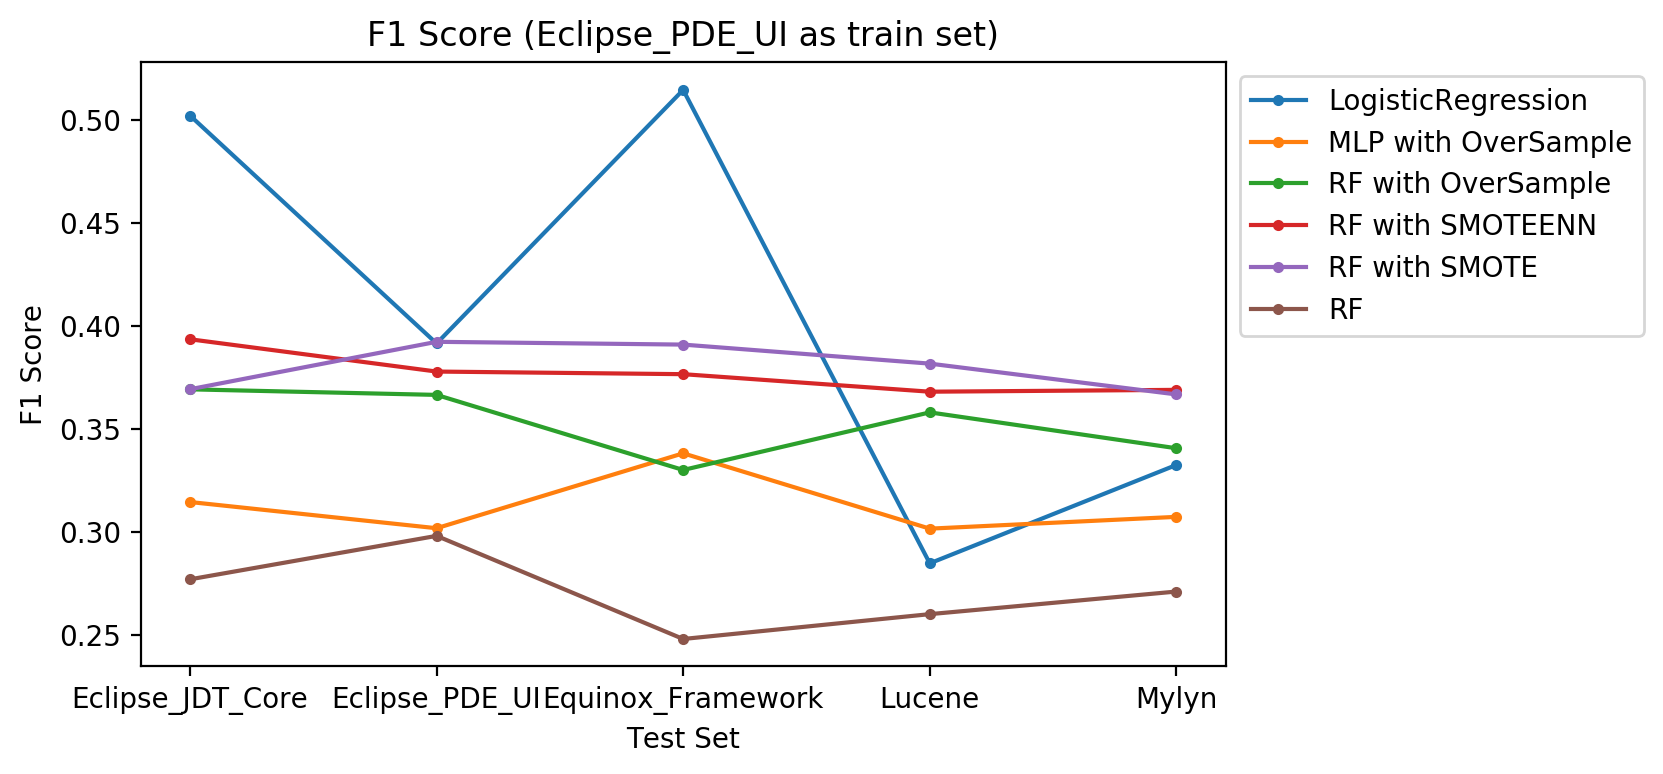 F1 Score (Eclipse_PDE_UI as train set)
F1 Score
0.50
0.45
0.40
0.35
0.30
0.25
Eclipse_JDT_Core
Eclipse_PDE_UI
Equinox_Framework
Lucene
Mylyn
Test Set
LogisticRegression
MLP with OverSample
RF with OverSample
RF with SMOTEENN
RF with SMOTE
RF